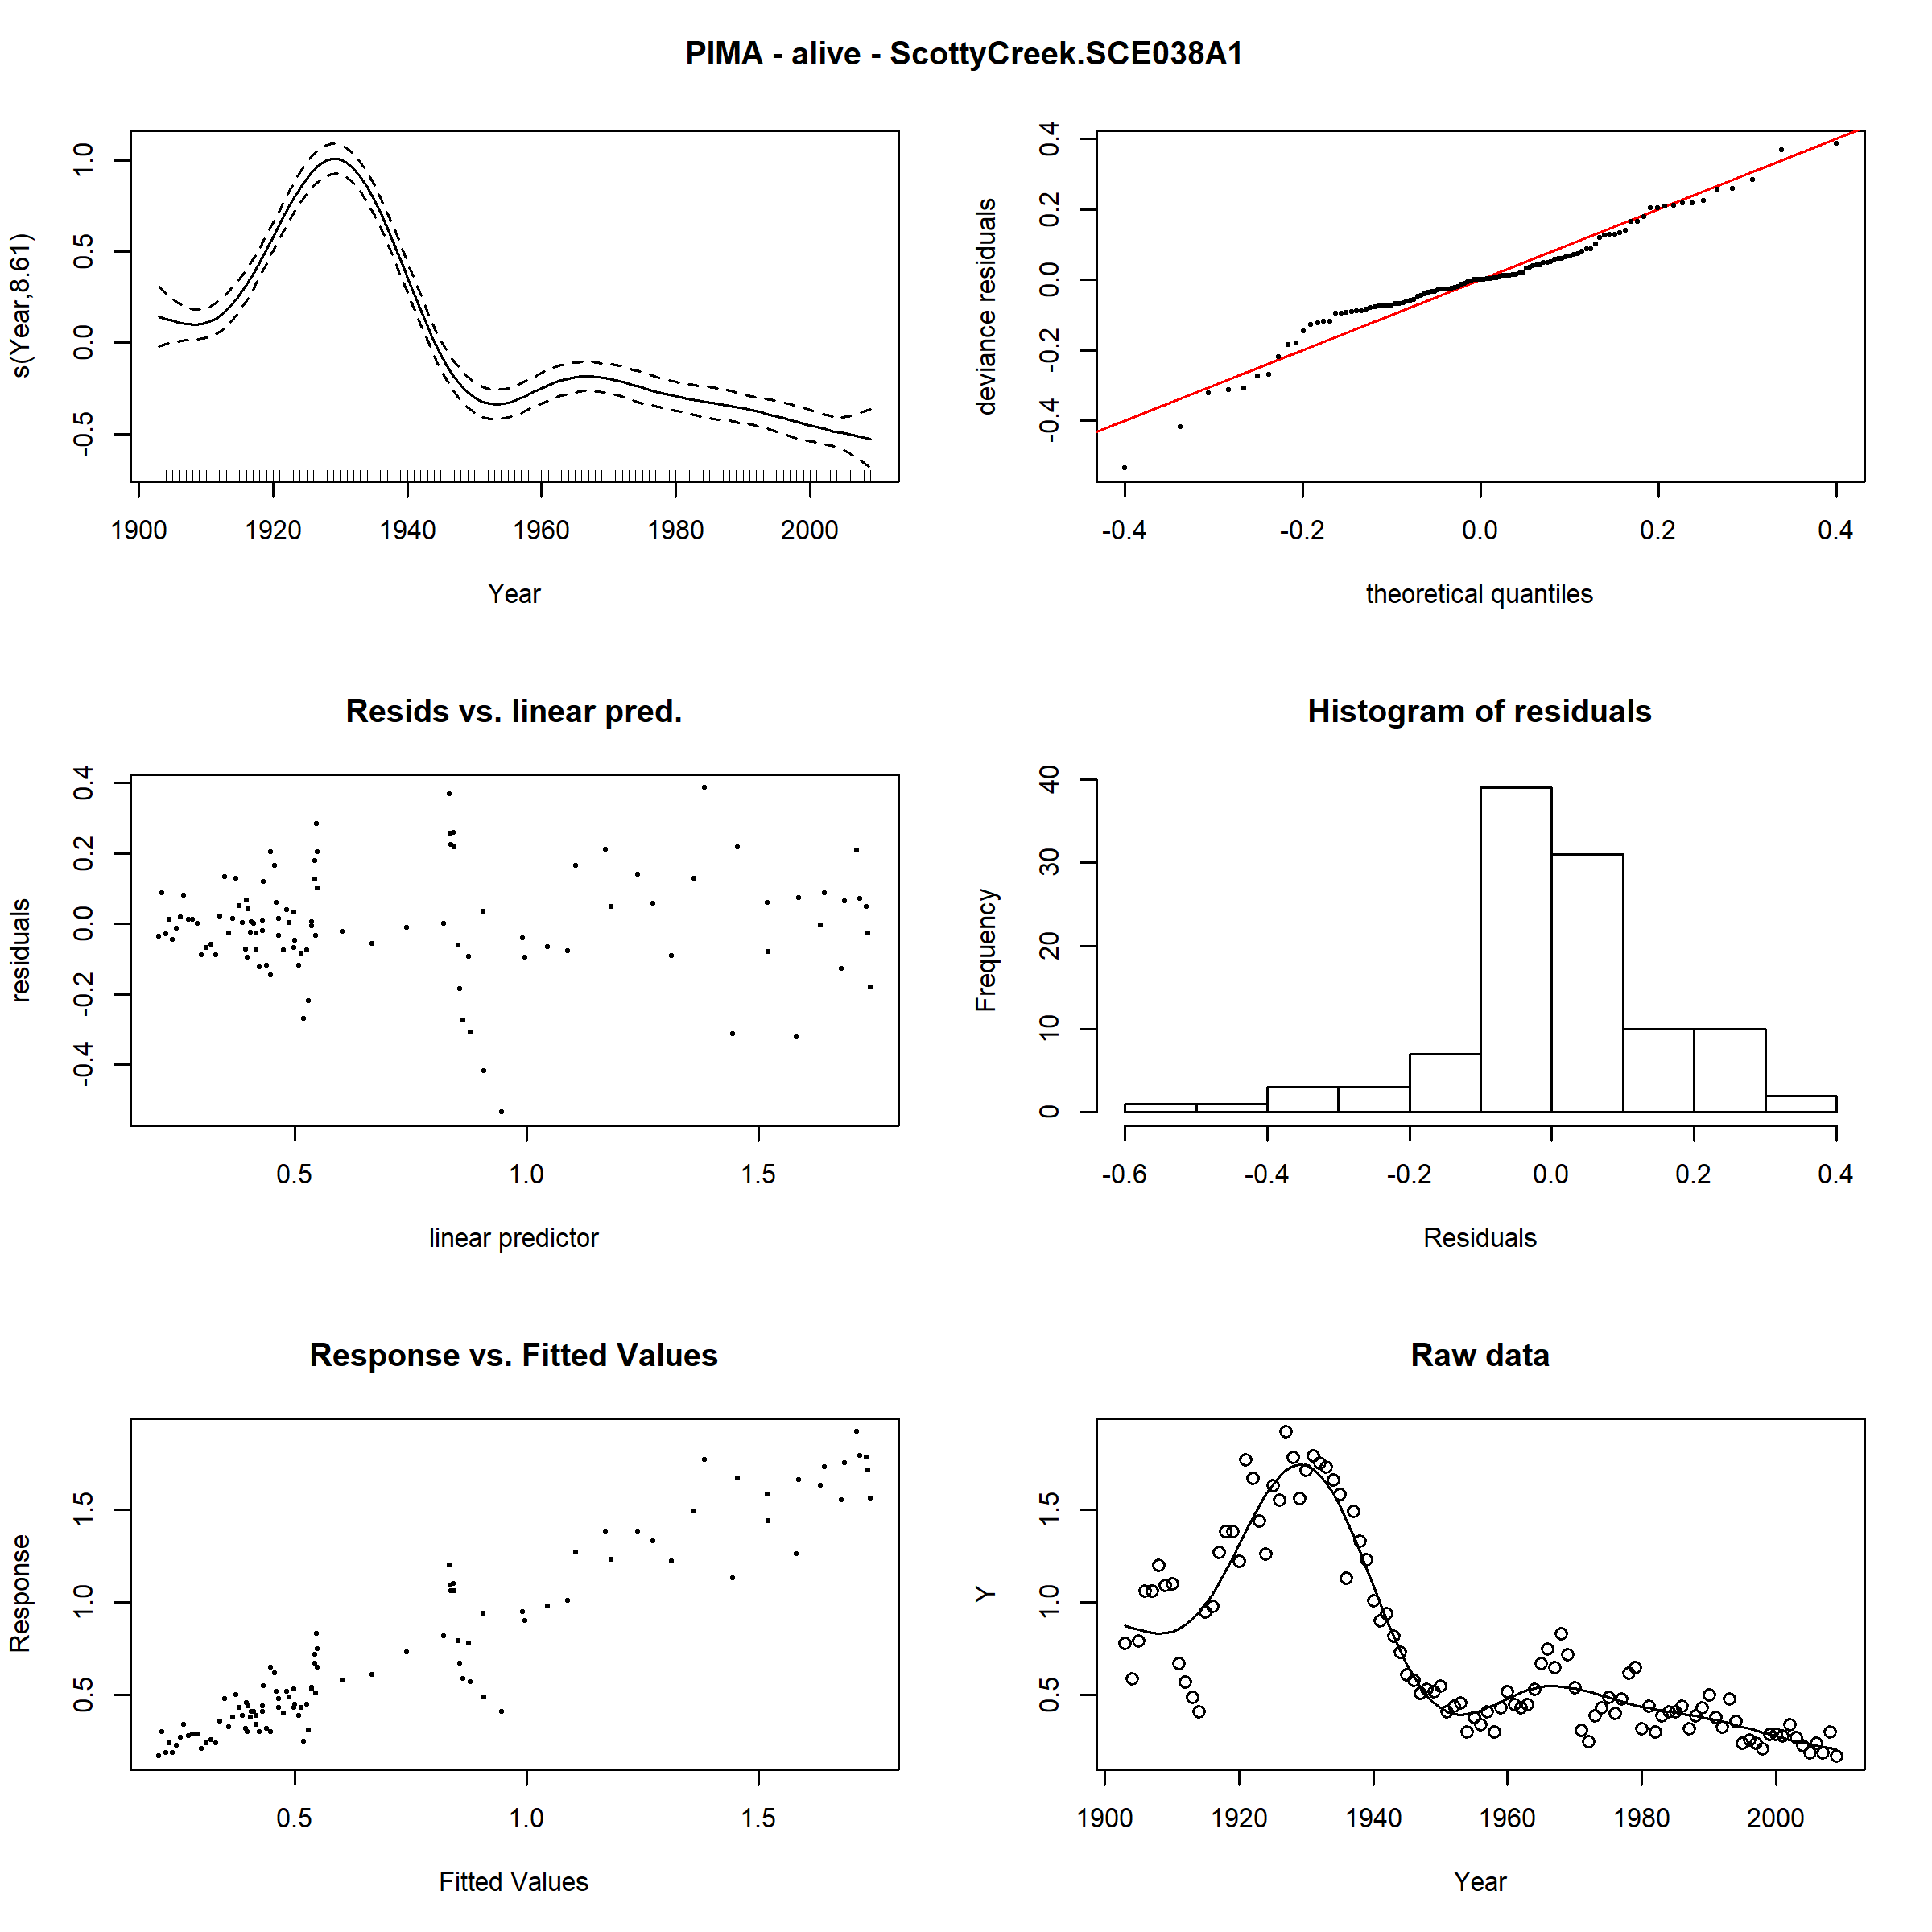 PIMA - alive - ScottyCreek.SCE038A1
s(Year,8.61)
1.0
0.5
0.0
-0.5
1900 1920 1940 1960 1980 2000
Year
deviance residuals
0.4
0.2
0.0
-0.2
-0.4
-0.4 -0.2 0.0 0.2 0.4
theoretical quantiles
Resids vs. linear pred.
residuals
0.4
0.2
0.0
-0.2
-0.4
0.5 1.0 1.5
linear predictor
Histogram of residuals
Frequency
40
30
20
10
0
-0.6 -0.4 -0.2 0.0 0.2 0.4
Residuals
Response vs. Fitted Values
Response
1.5
1.0
0.5
0.5 1.0 1.5
Fitted Values
Raw data
Y
1.5
1.0
0.5
1900 1920 1940 1960 1980 2000
Year